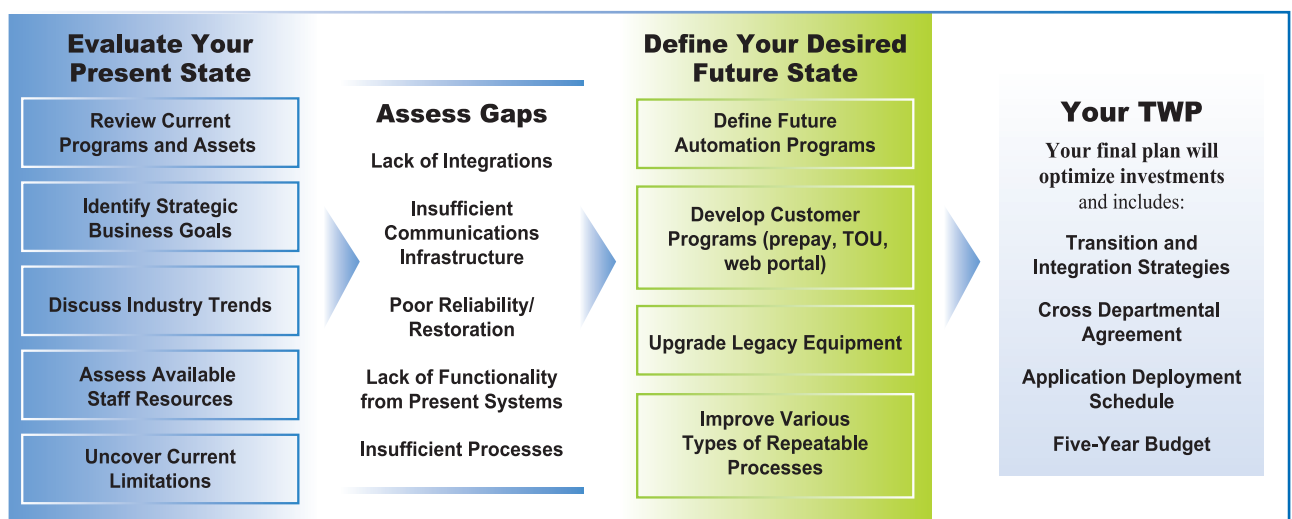 Evaluate Your
Present State
Review Current
Programs and Assets
Identify Strategic
Business Goals
Discuss Industry Trends
Assess Available
Staff Resources
Uncover Current
Limitations
Assess Gaps
Lack of Integrations
Insufficient
Communications
Infrastructure
Poor Reliability/
Restoration
Lack of Functionality
from Present Systems
Insufficient Processes
Define Your Desired
Future State
Define Future
Automation Programs
Develop Customer
Programs (prepay, TOU,
web portal)
Upgrade Legacy Equipment
Improve Various
Types of Repeatable
Processes
Your TWP
Your final plan will
optimize investments
and includes:
Transition and
Integration Strategies
Cross Departmental
Agreement
Application Deployment
Schedule
Five-Year Budget